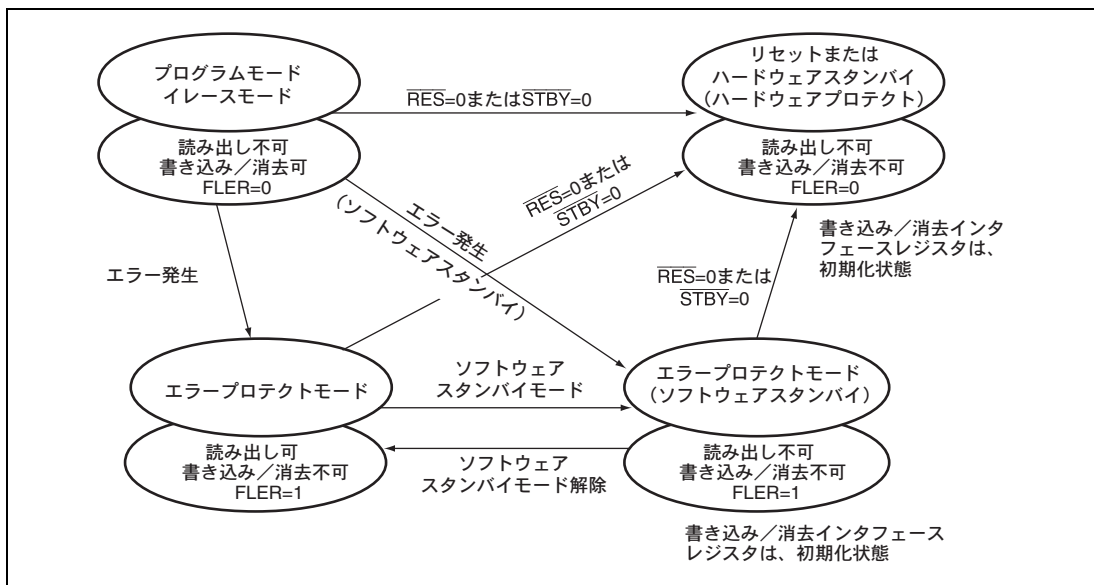 プログラムモード
イレースモード
読み出し不可
書き込み／消去可
FLER=0
RES=0またはSTBY=0
リセットまたは
ハードウェアスタンバイ
（ハードウェアプロテクト）
読み出し不可
書き込み／消去不可
FLER=0
書き込み／消去インタ
フェースレジスタは、
初期化状態
エラー発生
エラー発生
（ソフトウェアスタンバイ）
RES=0または
STBY=0
RES=0または
STBY=0
エラープロテクトモード
読み出し可
書き込み／消去不可
FLER=1
ソフトウェア
スタンバイモード
ソフトウェア
スタンバイモード解除
エラープロテクトモード
（ソフトウェアスタンバイ）
読み出し不可
書き込み／消去不可
FLER=1
書き込み／消去インタフェース
レジスタは、初期化状態